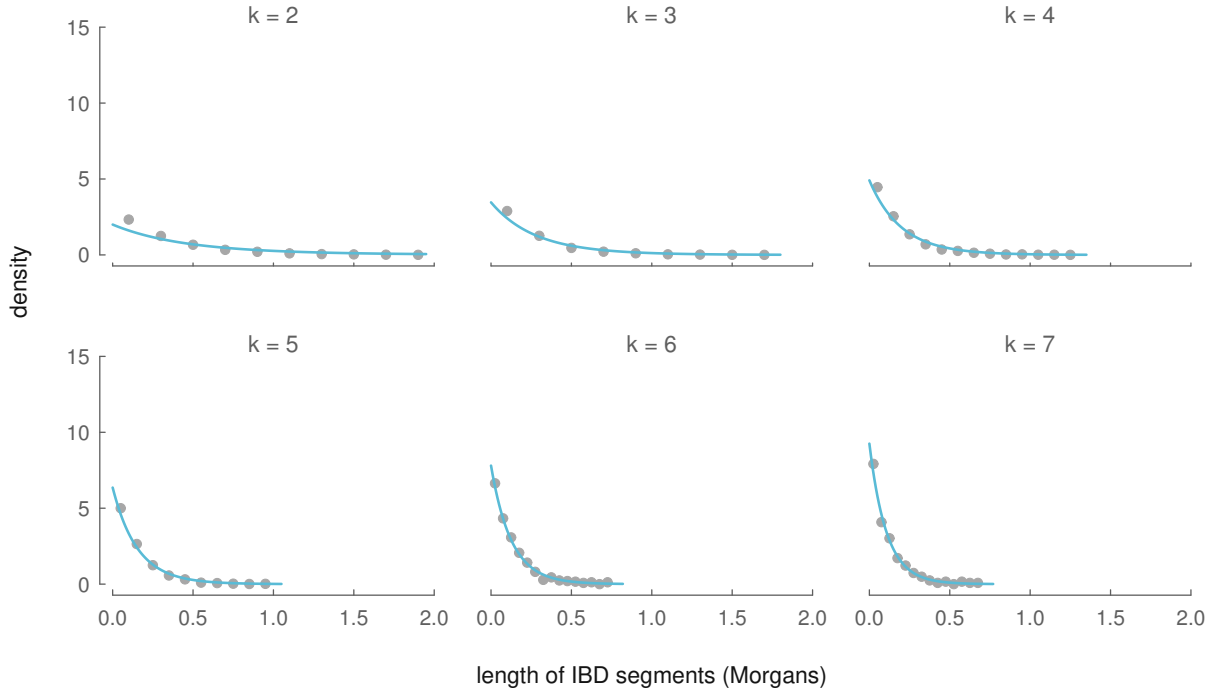 k = 2
k = 3
k = 4
15
10
5
0
k = 5
k = 6
k = 7
15
10
5
0
0.0 0.5 1.0 1.5 2.0
0.0 0.5 1.0 1.5 2.0
0.0 0.5 1.0 1.5 2.0
density
length of IBD segments (Morgans)